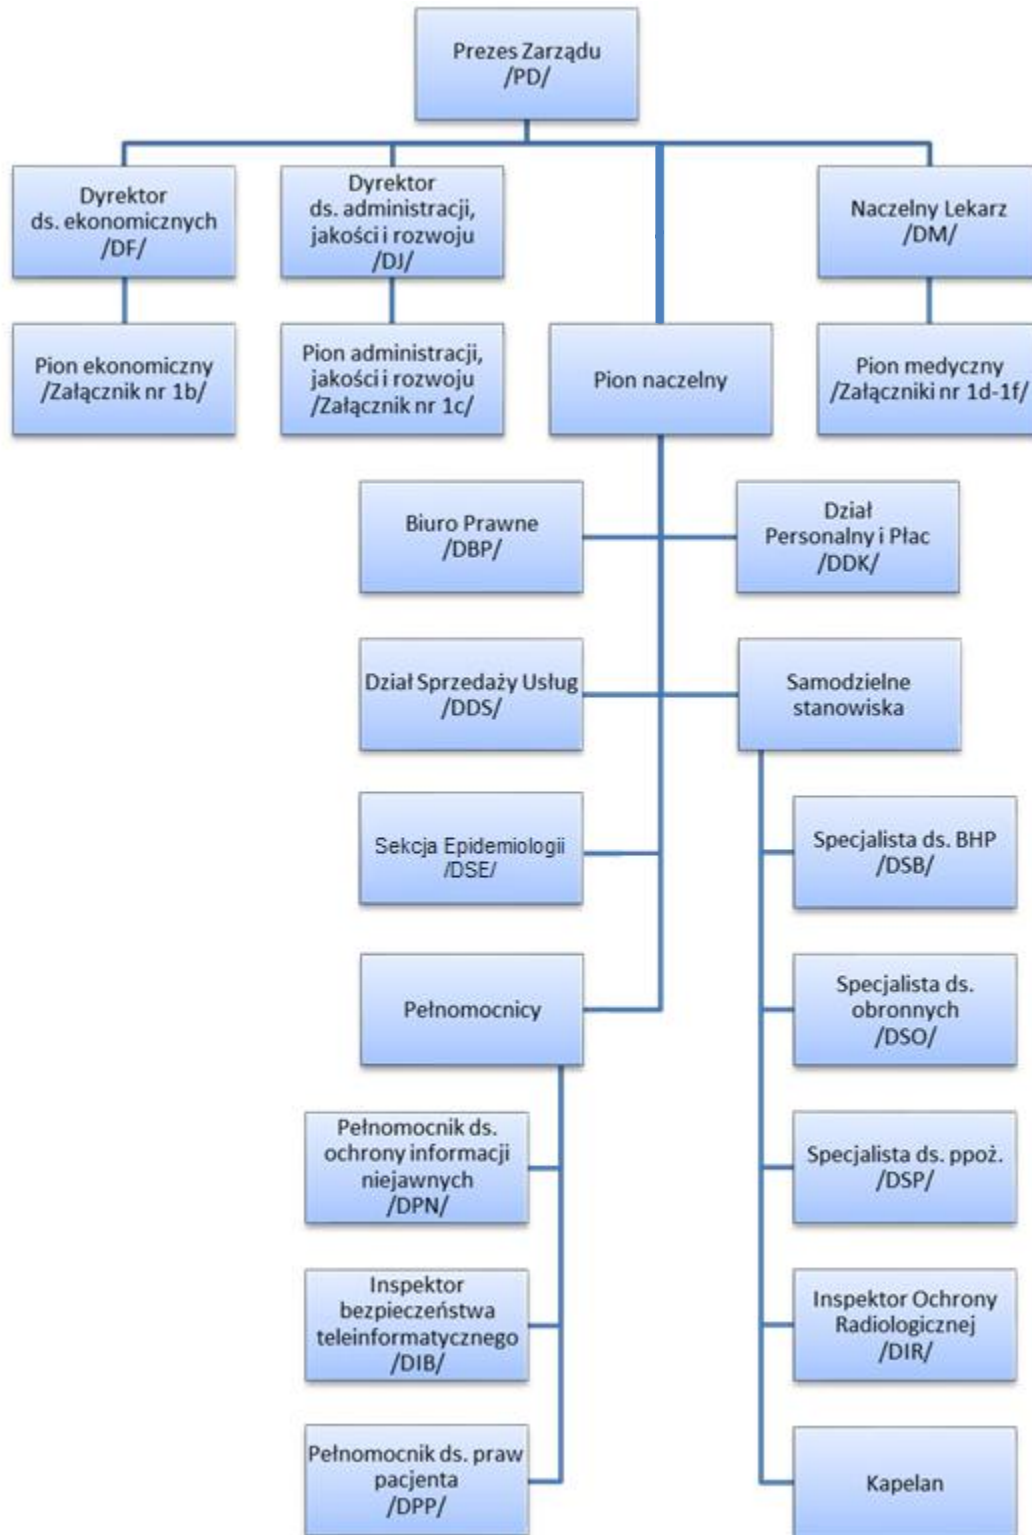 Prezes Zarządu
/PD/
Dyrektor
ds. ekonomicznych
/DF/
Dyrektor
ds. administracji,
jakości i rozwoju
/DJ/
Naczelny Lekarz
/DM/
Pion ekonomiczny
/Załącznik nr 1b/
Pion administracji,
jakości i rozwoju
/Załącznik nr 1c/
Pion naczelny
Pion medyczny
/Załączniki nr 1d-1f/
Biuro Prawne
/DBP/
Dział
Personalny i Płac
/DDK/
Dział Sprzedaży Usług
/DDS/
Samodzielne
stanowiska
Sekcja Epidemiologii
/DSE/
Specjalista ds. BHP
/DSB/
Pełnomocnicy
Specjalista ds.
obronnych
/DSO/
Pełnomocnik ds.
ochrony informacji
niejawnych
/DPN/
Specjalista ds. ppoż.
/DSP/
Inspektor
bezpieczeństwa
teleinformatycznego
/DIB/
Inspektor Ochrony
Radiologicznej
/DIR/
Pełnomocnik ds. praw
pacjenta
/DPP/
Kapelan